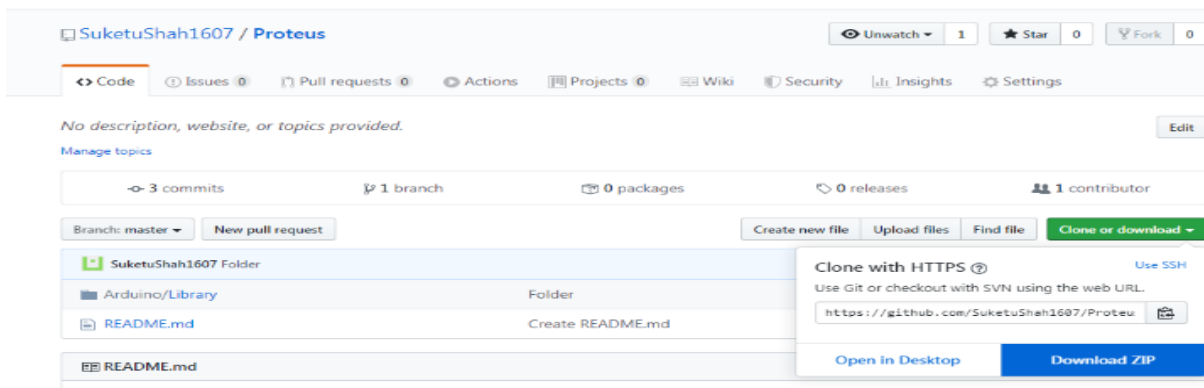 SuketuShah1607 / Proteus
Unwatch 1 Star 0 Fork 0
Code Issues 0 Pull requests 0 Actions Projects 0 Wiki Security Insights Settings
No description, website, or topics provided.
Edit
Manage topics
3 commits 1 branch 0 packages 0 releases 1 contributor
Branch: master New pull request Create new file Upload files Find file Clone or download
SuketuShah1607 Folder
Arduino/Library Folder
README.md Create README.md
README.md
Clone with HTTPS Use SSH
Use Git or checkout with SVN using the web URL.
https://github.com/SuketuShah1607/Proteu
Open in Desktop Download ZIP